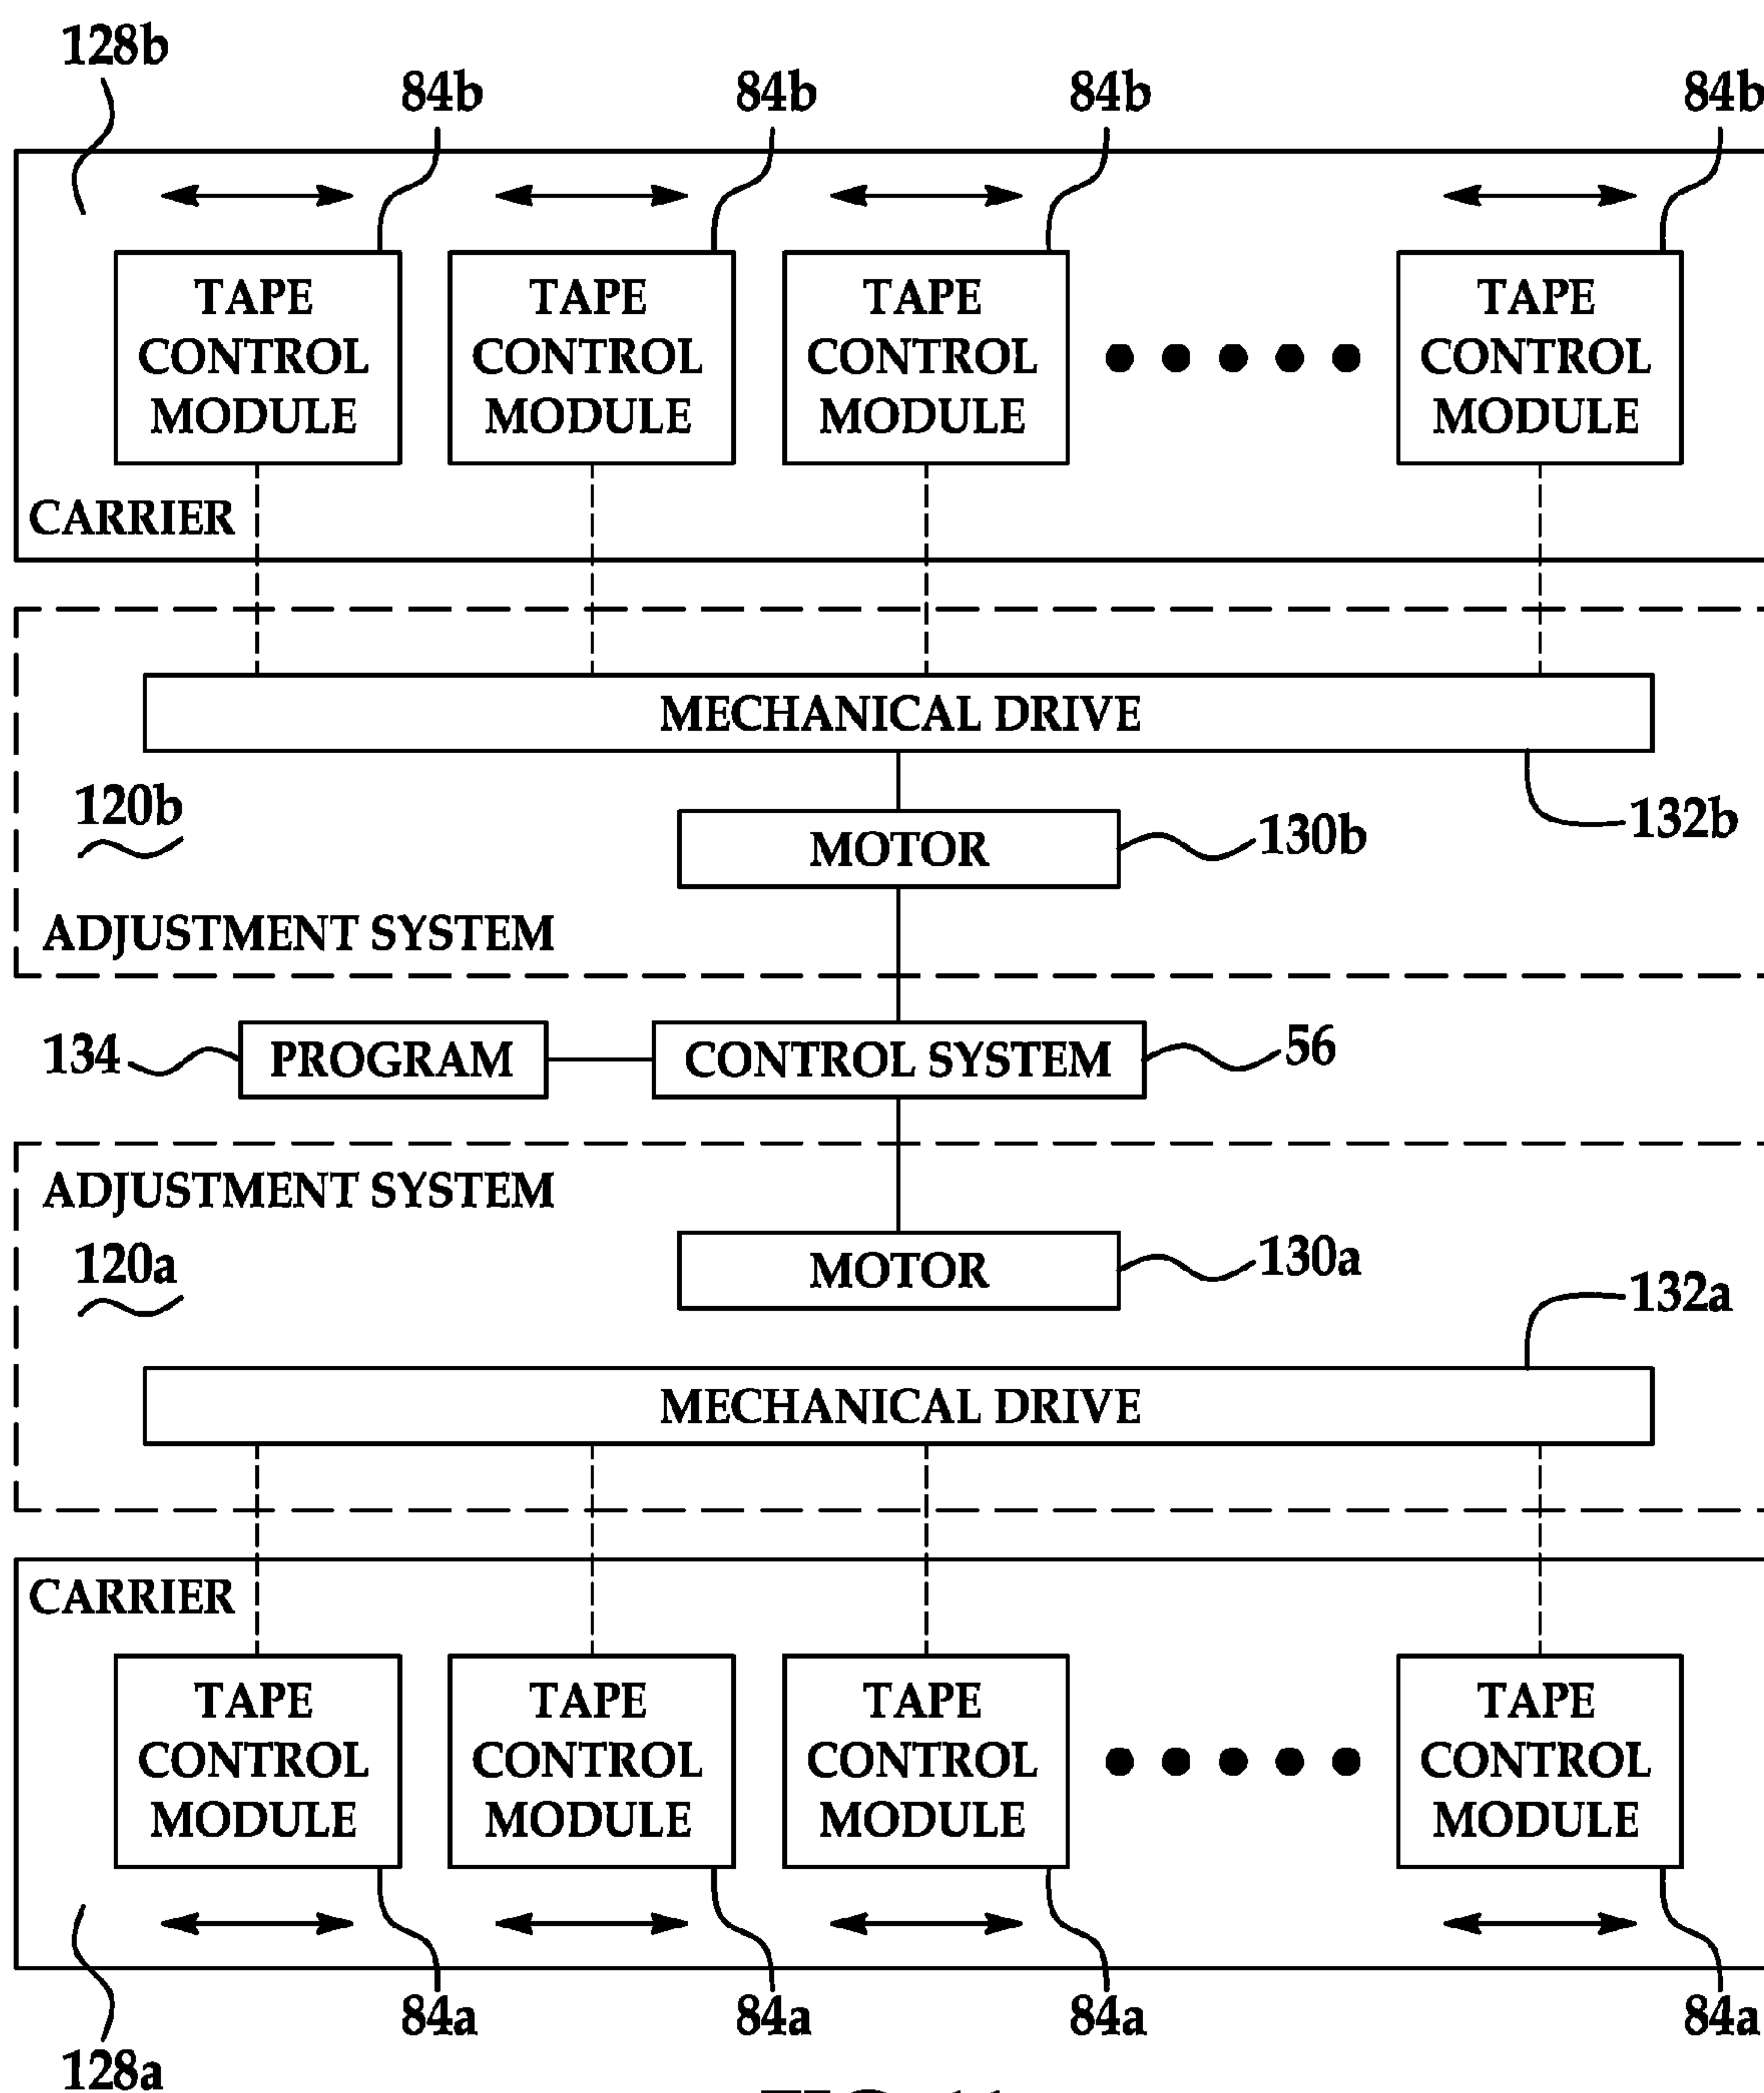 128b
84b 84b 84b 84b
TAPE CONTROL MODULE
TAPE CONTROL MODULE
TAPE CONTROL MODULE
TAPE CONTROL MODULE
CARRIER
MECHANICAL DRIVE
120b
132b
MOTOR
130b
ADJUSTMENT SYSTEM
134
PROGRAM
CONTROL SYSTEM
56
ADJUSTMENT SYSTEM
120a
MOTOR
130a
132a
MECHANICAL DRIVE
CARRIER
TAPE CONTROL MODULE
TAPE CONTROL MODULE
TAPE CONTROL MODULE
TAPE CONTROL MODULE
84a 84a 84a 84a
128a